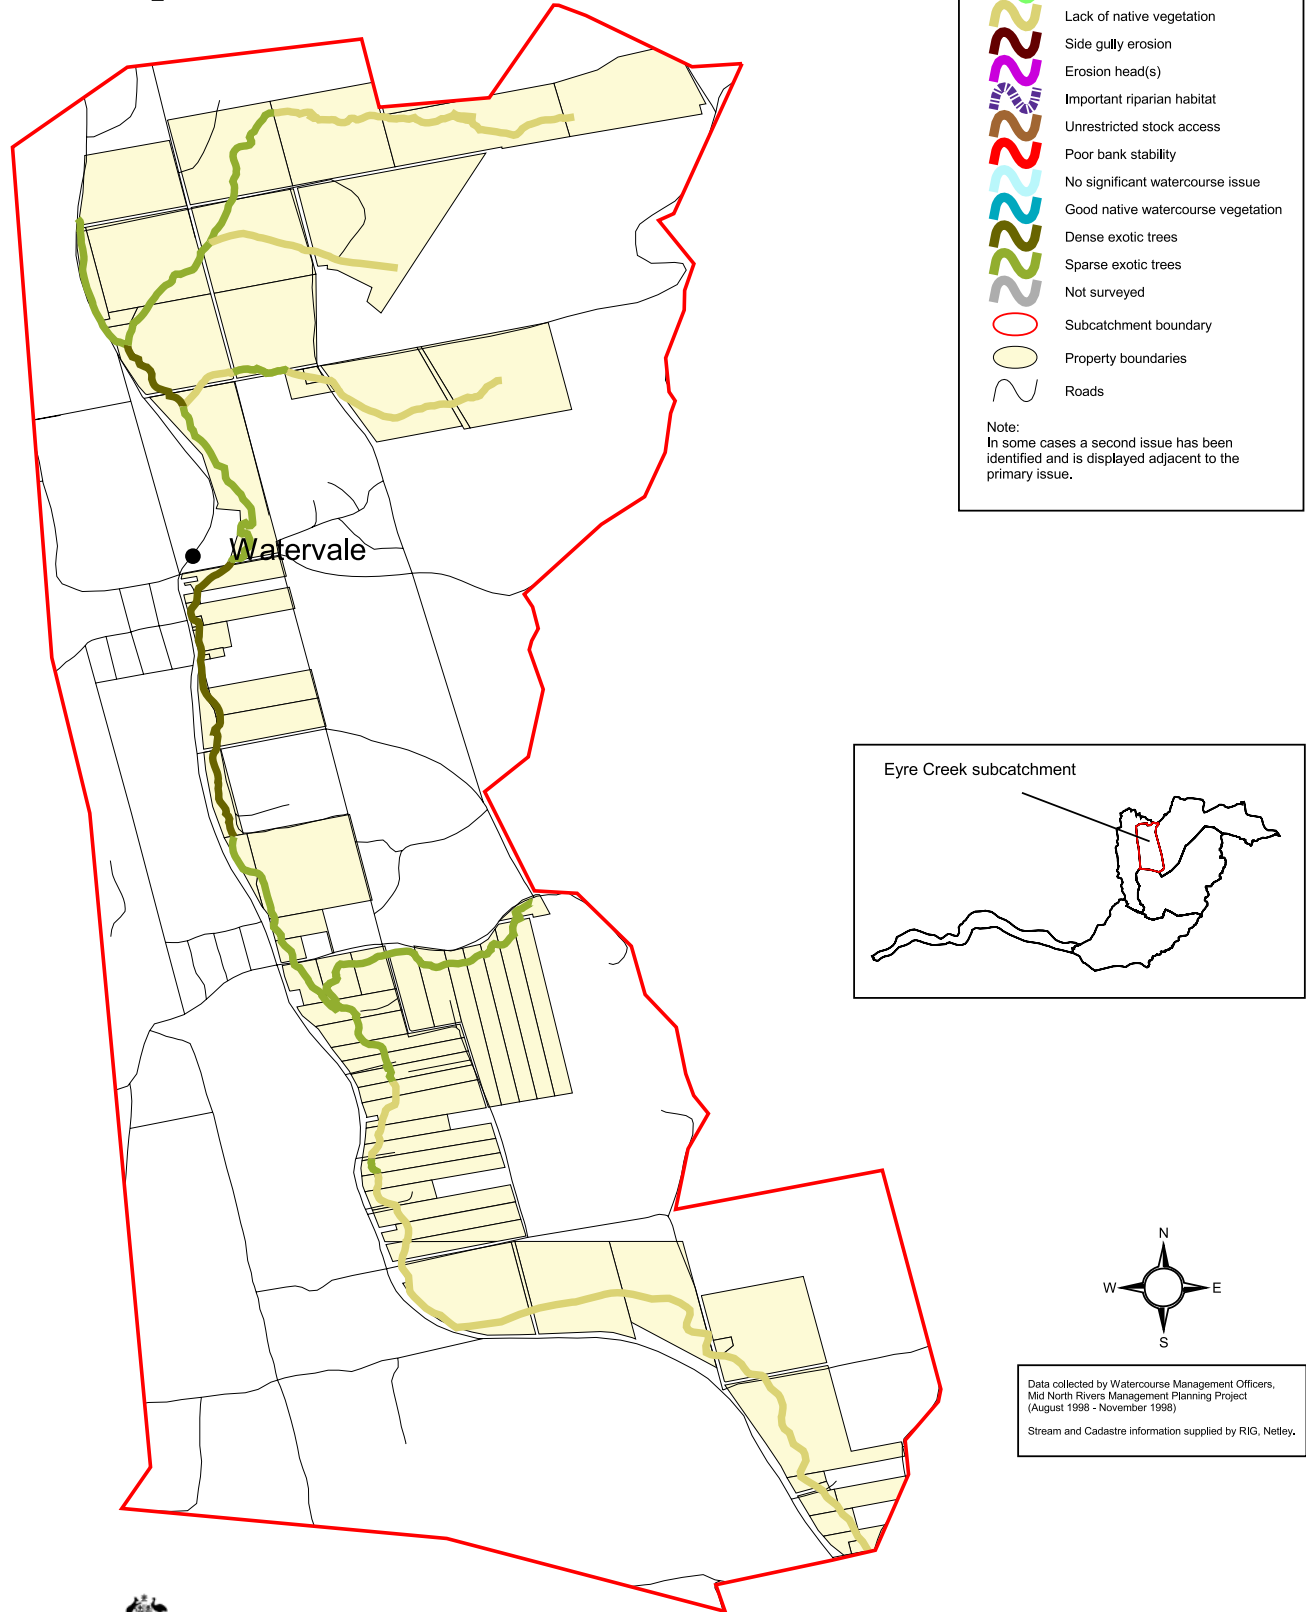 Lack of native vegetation
Side gully erosion
Erosion head(s)
Important riparian habitat
Unrestricted stock access
Poor bank stability
No significant watercourse issue
Good native watercourse vegetation
Dense exotic trees
Sparse exotic trees
Not surveyed
Subcatchment boundary
Property boundaries
Roads
Note:
In some cases a second issue has been
identified and is displayed adjacent to the
primary issue.
Watervale
Eyre Creek subcatchment
N
W
E
S
Data collected by Watercourse Management Officers,
Mid North Rivers Management Planning Project
(August 1998 - November 1998)
Stream and Cadastre information supplied by RIG, Netley.